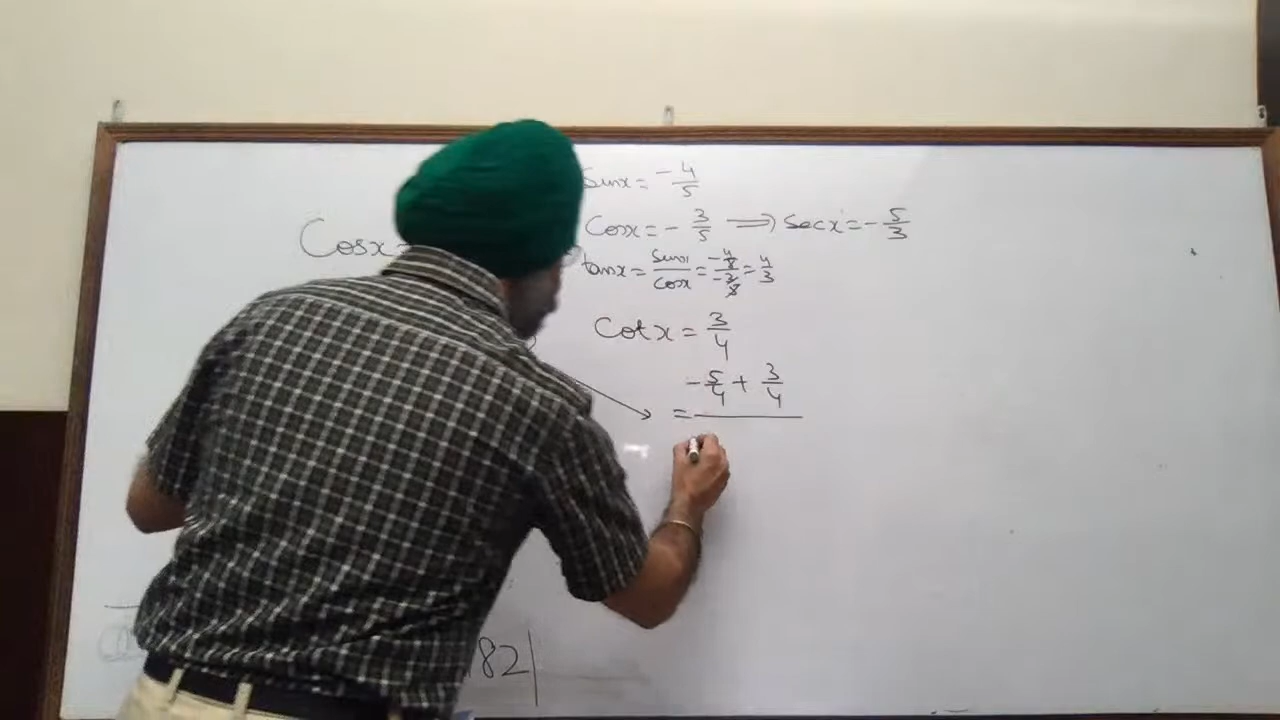 Sinx = -4/5
Cosx =
Cosx = -3/5 ⟹ Secx = -5/3
tanx = Sinx/Cosx = (-4/5)/(-3/5) = 4/3
Cotx = 3/4
= -5/4 + 3/4
82